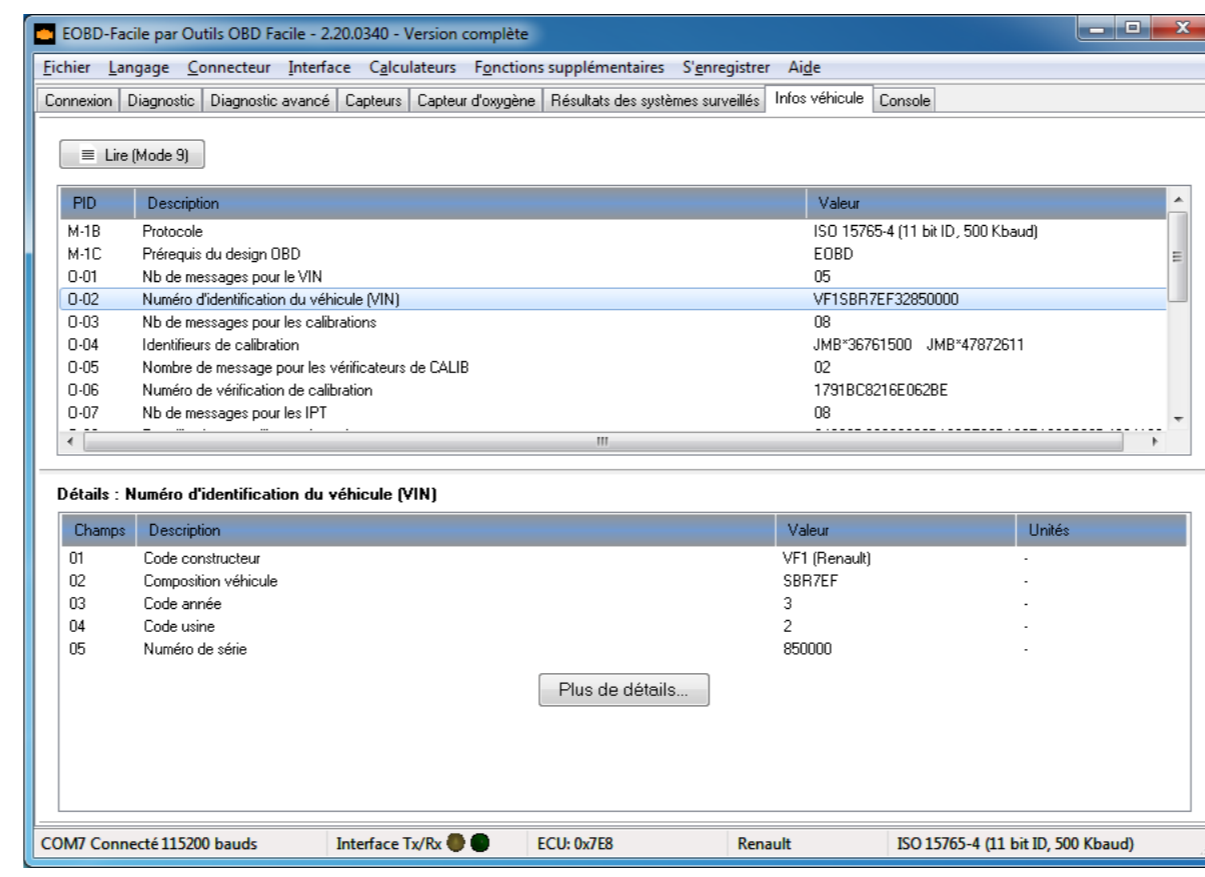 EOBD-Facile par Outils OBD Facile - 2.20.0340 - Version complète
Fichier Langage Connecteur Interface Calculateurs Fonctions supplémentaires S'enregistrer Aide
Connexion Diagnostic Diagnostic avancé Capteurs Capteur d'oxygène Résultats des systèmes surveillés Infos véhicule Console
Lire (Mode 9)
PID Description Valeur
M-1B Protocole ISO 15765-4 (11 bit ID, 500 Kbaud)
M-1C Prérequis du design OBD EOBD
O-01 Nb de messages pour le VIN 05
O-02 Numéro d'identification du véhicule (VIN) VF1SBR7EF32850000
O-03 Nb de messages pour les calibrations 08
O-04 Identifieurs de calibration JMB*36761500 JMB*47872611
O-05 Nombre de message pour les vérificateurs de CALIB 02
O-06 Numéro de vérification de calibration 1791BC8216E062BE
O-07 Nb de messages pour les IPT 08
Détails : Numéro d'identification du véhicule (VIN)
Champs Description Valeur Unités
01 Code constructeur VF1 (Renault) -
02 Composition véhicule SBR7EF -
03 Code année 3 -
04 Code usine 2 -
05 Numéro de série 850000 -
Plus de détails...
COM7 Connecté 115200 bauds Interface Tx/Rx ECU: 0x7E8 Renault ISO 15765-4 (11 bit ID, 500 Kbaud)